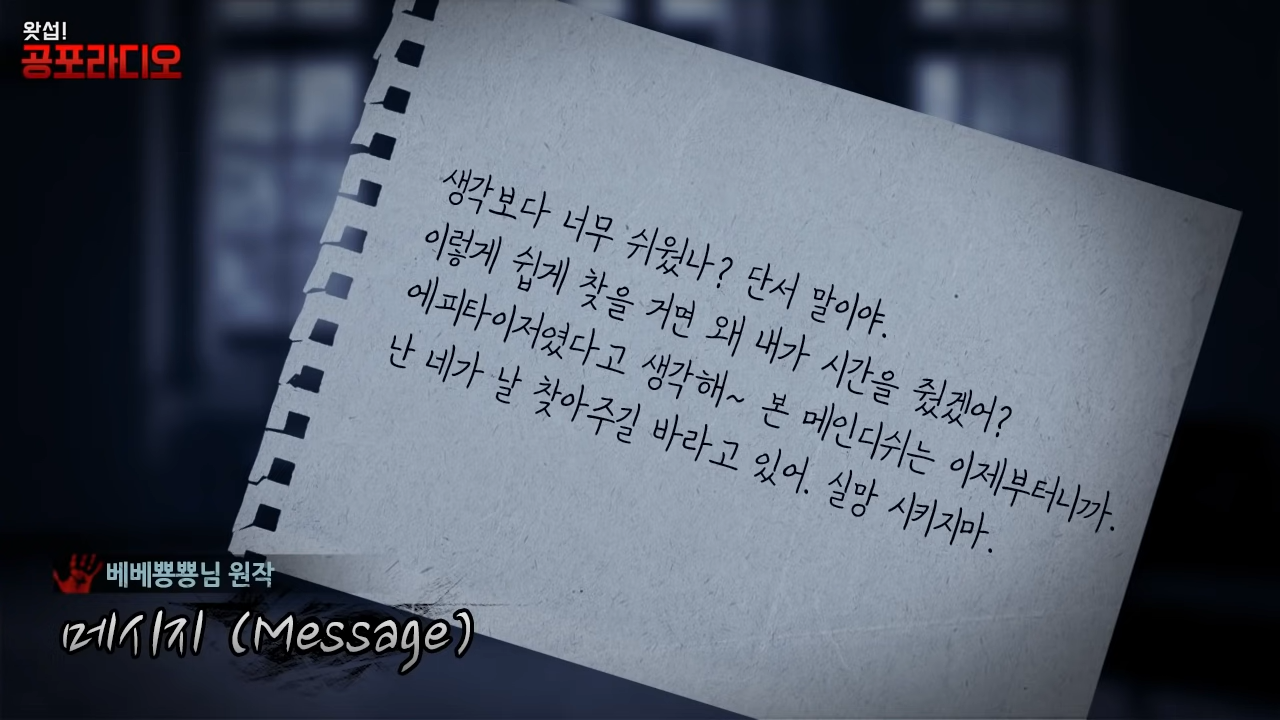 왓섭!
공포라디오
생각보다 너무 쉬웠나? 단서 말이야.
이렇게 쉽게 찾을 거면 왜 내가 시간을 줬겠어?
에피타이저였다고 생각해~ 본 메인디쉬는 이제부터니까.
난 네가 날 찾아주길 바라고 있어. 실망 시키지마.
베베뿅뿅님 원작
메시지 (Message)